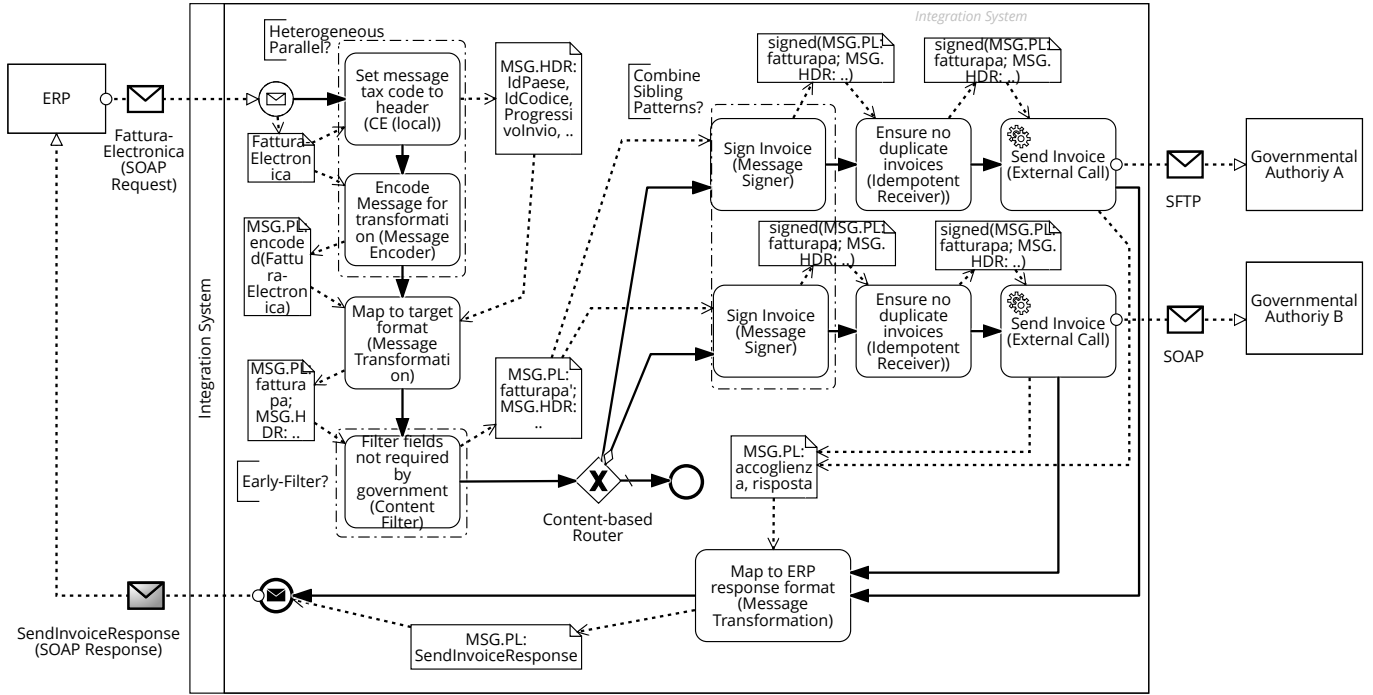 Integration System
Heterogeneous
Parallel?
ERP
Fattura-
Electronica
(SOAP
Request)
Fattura-
Electron
ica
Set message
tax code to
header
(CE (local))
MSG.HDR:
IdPaese,
IdCodice,
Progressi
voInvio, ..
Encode
Message for
transformati
on (Message
Encoder)
MSG.PL:
encode
d(Fattu
ra-
Electron
ica)
Map to target
format
(Message
Transformati
on)
MSG.PL:
fattura
pa;
MSG.H
DR: ..
MSG.PL:
fatturapa';
MSG.HDR:
..
Early-Filter?
Filter fields
not required
by
government
(Content
Filter)
Content-based
Router
Integration System
Combine
Sibling
Patterns?
signed(MSG.PL:
fatturapa; MSG.
HDR: ..)
signed(MSG.PL:
fatturapa; MSG.
HDR: ..)
Sign Invoice
(Message
Signer)
Ensure no
duplicate
invoices
(Idempotent
Receiver))
Send Invoice
(External Call)
SFTP
Governmental
Authoriy A
signed(MSG.PL:
fatturapa; MSG.
HDR: ..)
signed(MSG.PL:
fatturapa; MSG.
HDR: ..)
Sign Invoice
(Message
Signer)
Ensure no
duplicate
invoices
(Idempotent
Receiver))
Send Invoice
(External Call)
SOAP
Governmental
Authoriy B
MSG.PL:
accoglienz
a, risposta
Map to ERP
response format
(Message
Transformation)
MSG.PL:
SendInvoiceResponse
SendInvoiceResponse
(SOAP Response)